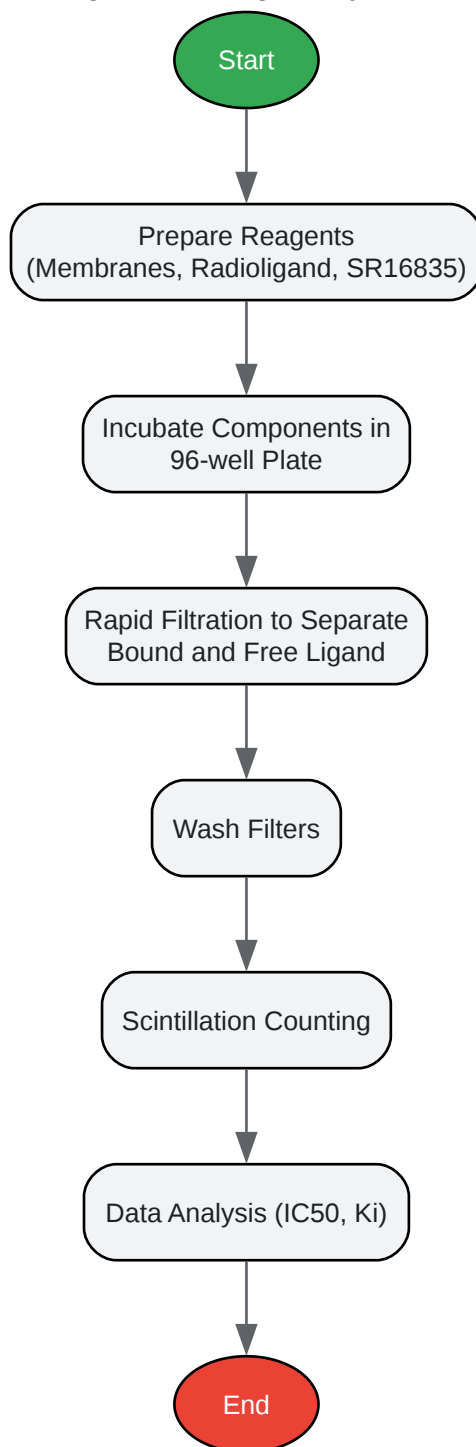 Start
Prepare Reagents
(Membranes, Radioligand, SR16835)
Incubate Components in
96-well Plate
Rapid Filtration to Separate
Bound and Free Ligand
Wash Filters
Scintillation Counting
Data Analysis (IC50, Ki)
End